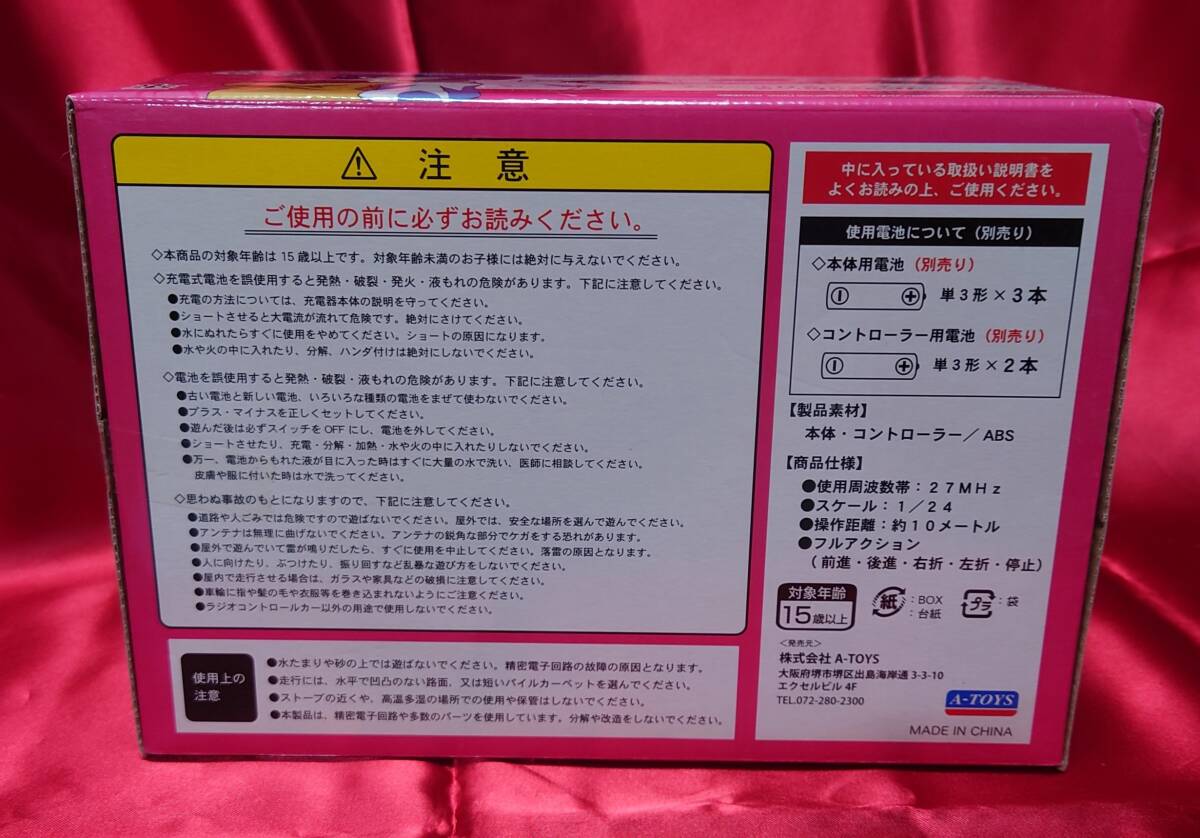 注意
ご使用の前に必ずお読みください。
◇本商品の対象年齢は15歳以上です。対象年齢未満のお子様には絶対に与えないでください。
◇充電式電池を誤使用すると発熱・破裂・発火・液もれの危険があります。下記に注意してください。
●充電の方法については、充電器本体の説明を守ってください。
●ショートさせると大電流が流れて危険です。絶対にさけてください。
●水にぬれたらすぐに使用をやめてください。ショートの原因になります。
●水や火の中に入れたり、分解、ハンダ付けは絶対にしないでください。
◇電池を誤使用すると発熱・破裂・液もれの危険があります。下記に注意してください。
●古い電池と新しい電池、いろいろな種類の電池をまぜて使わないでください。
●プラス・マイナスを正しくセットしてください。
●遊んだ後は必ずスイッチをOFFにし、電池を外してください。
●ショートさせたり、充電・分解・加熱・水や火の中に入れたりしないでください。
●万一、電池からもれた液が目に入った時はすぐに大量の水で洗い、医師に相談してください。
皮膚や服に付いた時は水で洗ってください。
◇思わぬ事故のもとになりますので、下記に注意してください。
●道路や人ごみでは危険ですので遊ばないでください。屋外では、安全な場所を選んで遊んでください。
●アンテナは無理に曲げないでください。アンテナの鋭角な部分でケガをする恐れがあります。
●屋外で遊んでいて雷が鳴りだしたら、すぐに使用を中止してください。落雷の原因となります。
●人に向けたり、ぶつけたり、振り回すなど乱暴な遊び方をしないでください。
●屋内で走行させる場合は、ガラスや家具などの破損に注意してください。
●車輪に指や髪の毛や衣服等を巻き込まれないようにご注意ください。
●ラジオコントロールカー以外の用途で使用しないでください。
使用上の
注意
●水たまりや砂の上では遊ばないでください。精密電子回路の故障の原因となります。
●走行には、水平で凹凸のない路面、又は短いパイルカーペットを選んでください。
●ストーブの近くや、高温多湿の場所での使用や保管はしないでください。
●本製品は、精密電子回路や多数のパーツを使用しています。分解や改造をしないでください。
中に入っている取扱い説明書を
よくお読みの上、ご使用ください。
使用電池について(別売り)
◇本体用電池(別売り)
単3形×3本
◇コントローラー用電池(別売り)
単3形×2本
【製品素材】
本体・コントローラー/ABS
【商品仕様】
●使用周波数帯:27MHz
●スケール:1/24
●操作距離:約10メートル
●フルアクション
(前進・後進・右折・左折・停止)
対象年齢
15歳以上
紙:BOX
:台紙
プラ:袋
<発売元>
株式会社 A-TOYS
大阪府堺市堺区出島海岸通3-3-10
エクセルビル 4F
TEL.072-280-2300
A-TOYS
MADE IN CHINA